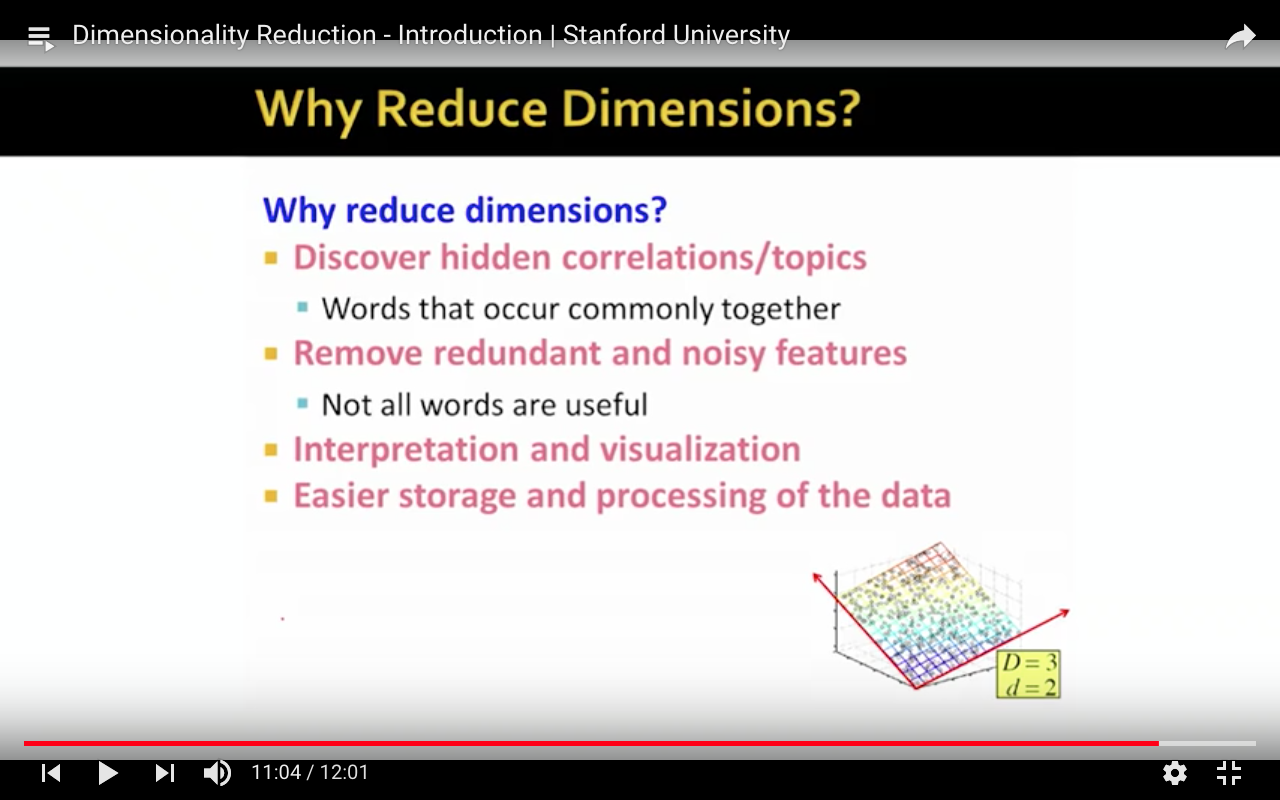 Dimensionality Reduction - Introduction | Stanford University
Why Reduce Dimensions?
Why reduce dimensions?
Discover hidden correlations/topics
Words that occur commonly together
Remove redundant and noisy features
Not all words are useful
Interpretation and visualization
Easier storage and processing of the data
D = 3
d = 2
11:04 / 12:01